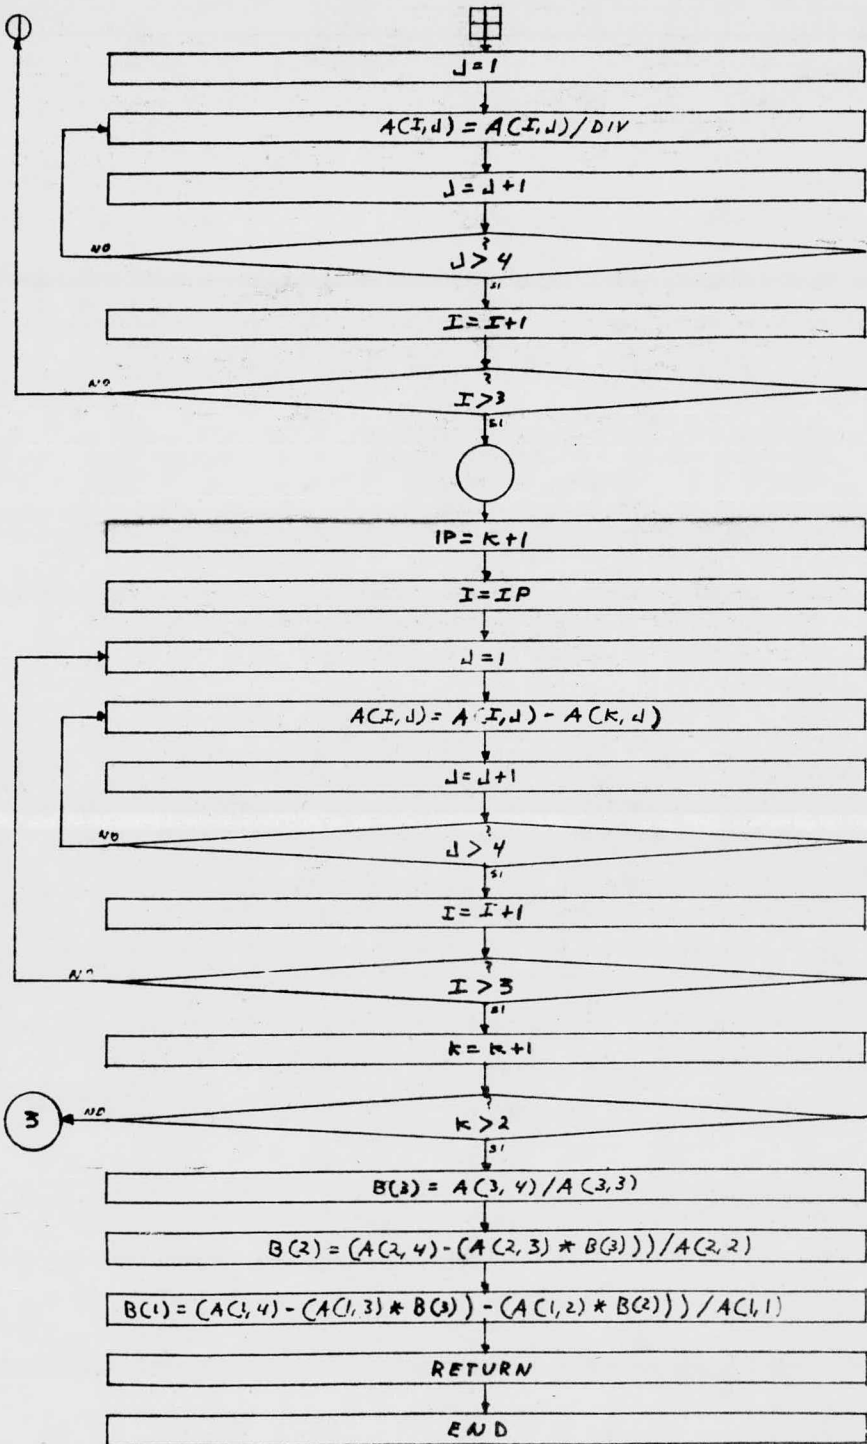 J=1
A(I,J) = A(I,J)/DIV
J=J+1
NO
?
J>4
SI
I=I+1
NO
?
I>3
SI
IP=K+1
I=IP
J=1
A(I,J) = A(I,J) - A(K,J)
J=J+1
NO
?
J>4
SI
I=I+1
NO
?
I>3
SI
K=K+1
3
NO
?
K>2
SI
B(3) = A(3,4)/A(3,3)
B(2) = (A(2,4)-(A(2,3) * B(3)))/A(2,2)
B(1) = (A(1,4)-(A(1,3) * B(3))-(A(1,2) * B(2)))/A(1,1)
RETURN
END